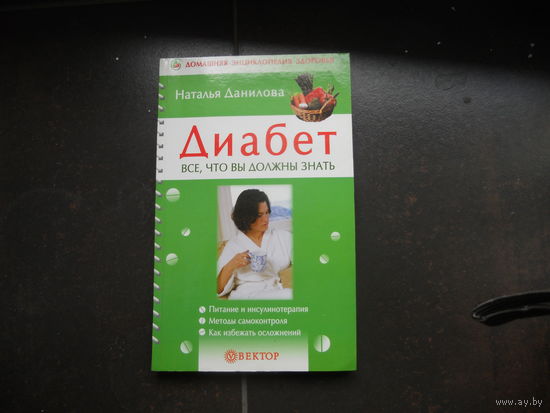 ДОМАШНЯЯ ЭНЦИКЛОПЕДИЯ ЗДОРОВЬЯ
Наталья Данилова
Диабет
ВСЕ, ЧТО ВЫ ДОЛЖНЫ ЗНАТЬ
Питание и инсулинотерапия
Методы самоконтроля
Как избежать осложнений
ВЕКТОР
www.ay.by